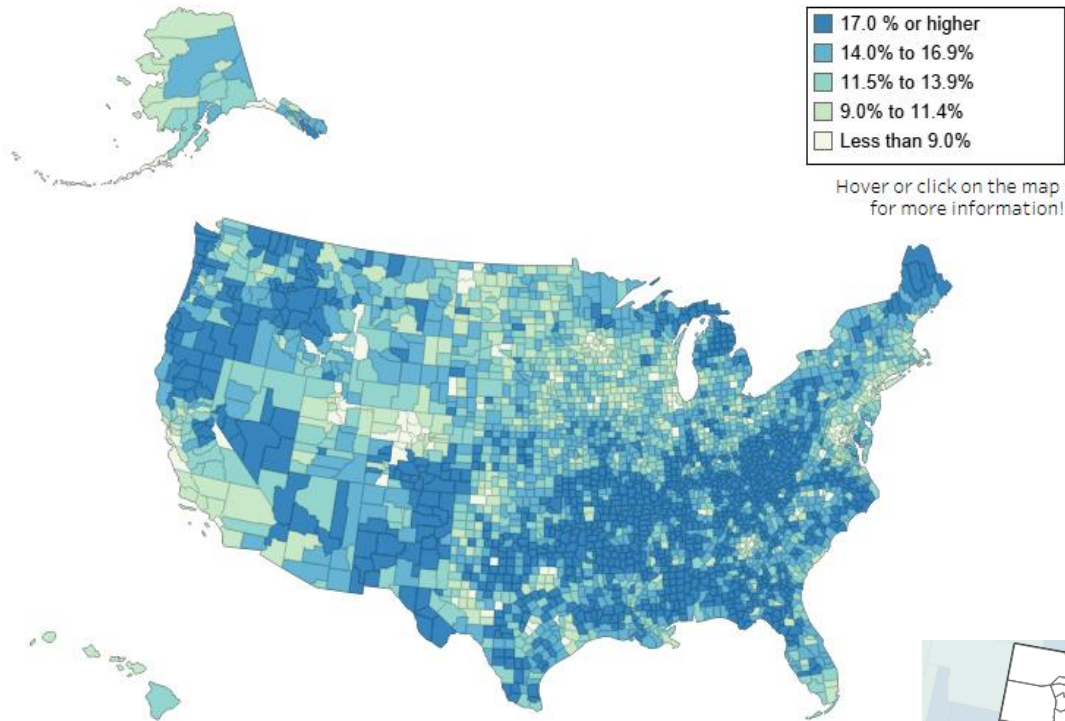 17.0 % or higher
14.0% to 16.9%
11.5% to 13.9%
9.0% to 11.4%
Less than 9.0%
Hover or click on the map
for more information!